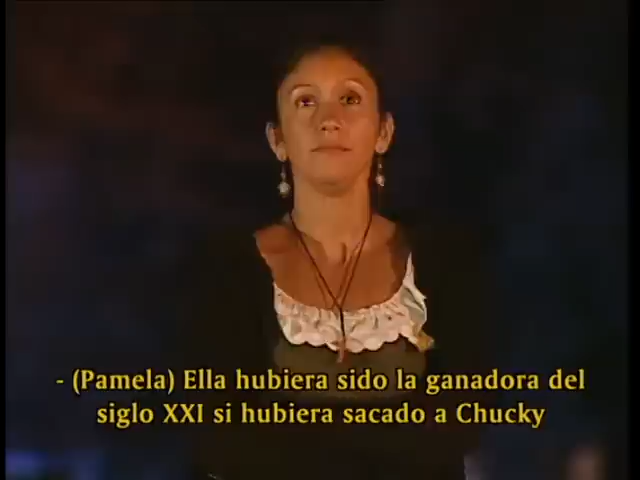 - (Pamela) Ella hubiera sido la ganadora del
siglo XXI si hubiera sacado a Chucky